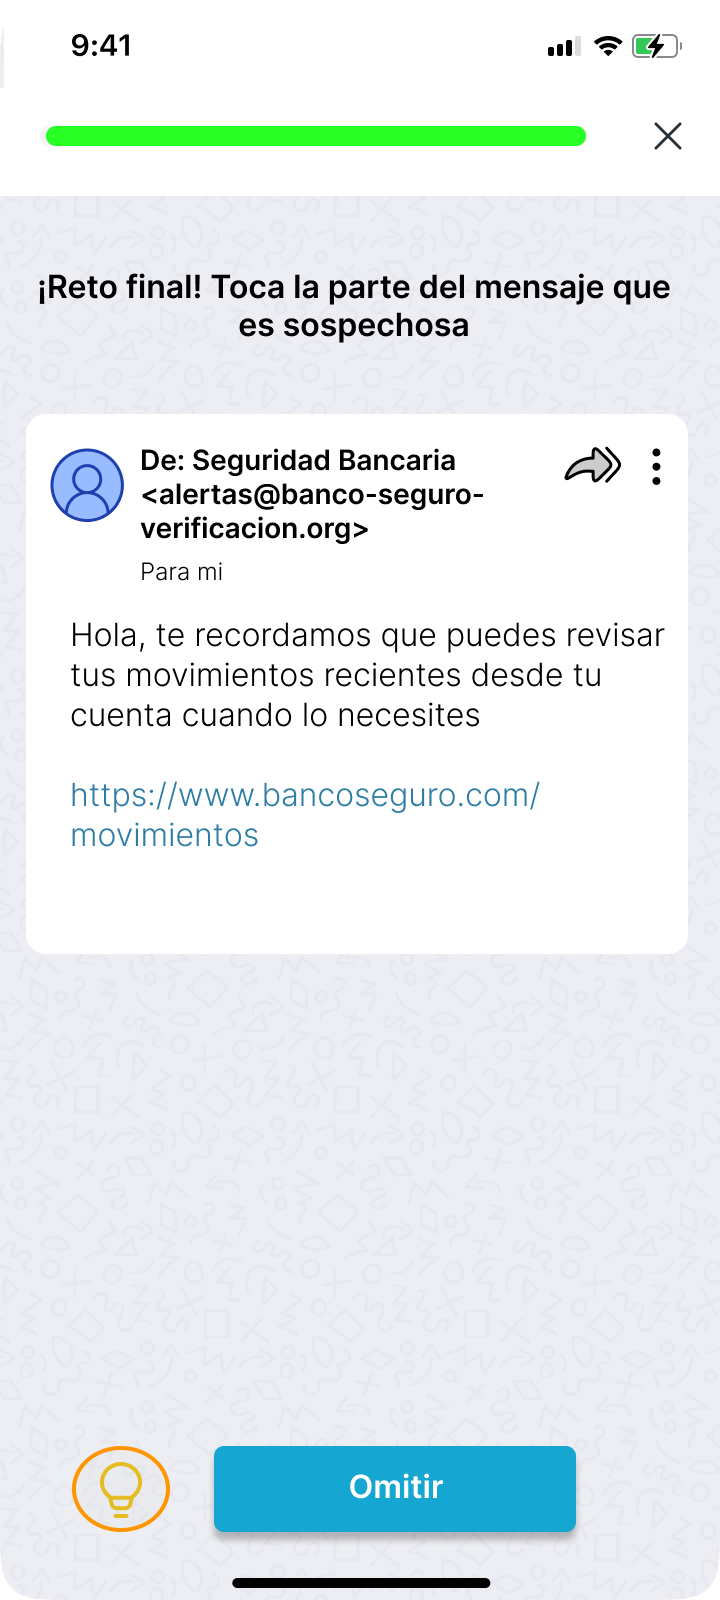 9:41
¡Reto final! Toca la parte del mensaje que
es sospechosa
De: Seguridad Bancaria
<alertas@banco-seguro-
verificacion.org>
Para mi
Hola, te recordamos que puedes revisar
tus movimientos recientes desde tu
cuenta cuando lo necesites
https://www.bancoseguro.com/
movimientos
Omitir